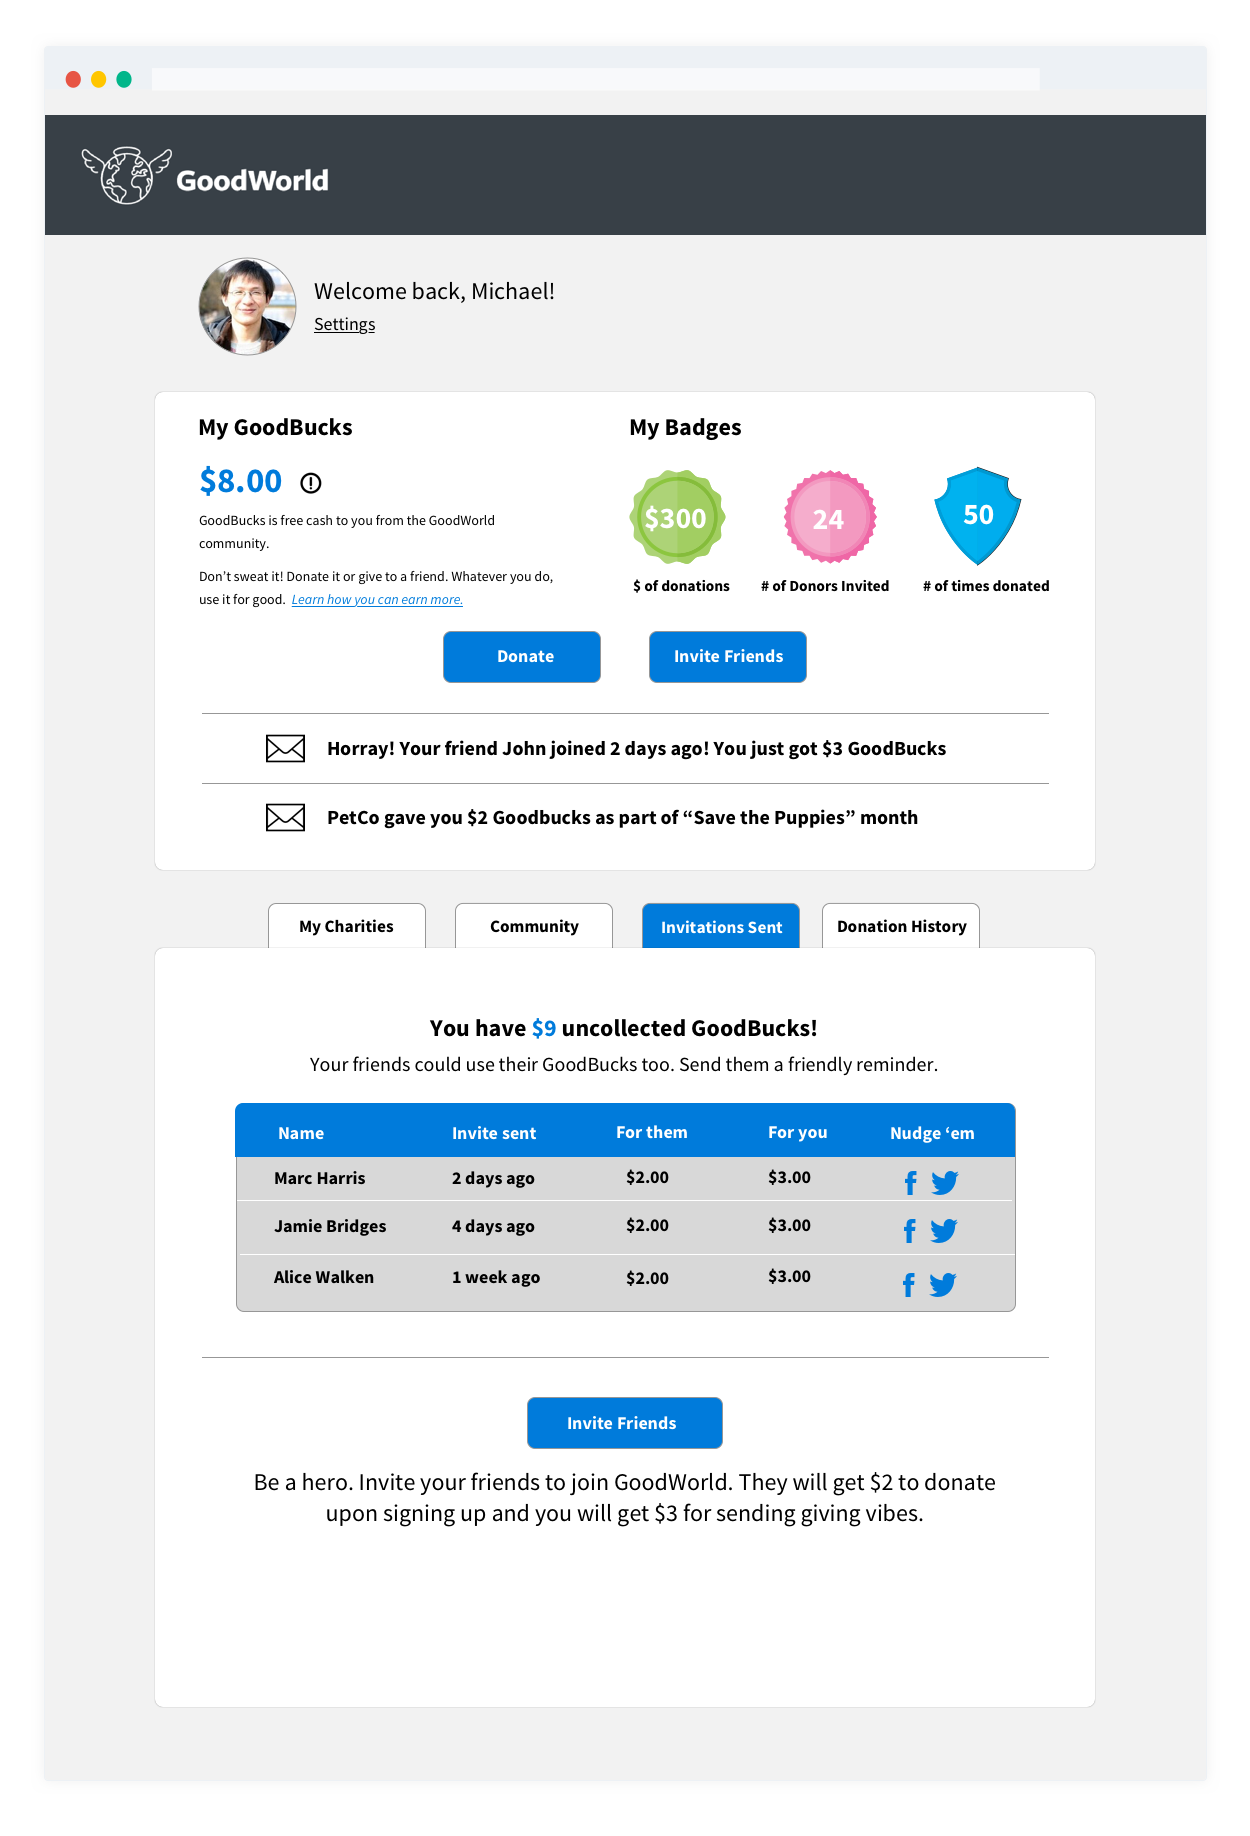 GoodWorld
Welcome back, Michael!
Settings
My GoodBucks
$8.00
GoodBucks is free cash to you from the GoodWorld
community.
Don’t sweat it! Donate it or give to a friend. Whatever you do,
use it for good. Learn how you can earn more.
My Badges
$300
24
50
$ of donations
# of Donors Invited
# of times donated
Donate
Invite Friends
Horray! Your friend John joined 2 days ago! You just got $3 GoodBucks
PetCo gave you $2 Goodbucks as part of “Save the Puppies” month
My Charities
Community
Invitations Sent
Donation History
You have $9 uncollected GoodBucks!
Your friends could use their GoodBucks too. Send them a friendly reminder.
Name Invite sent For them For you Nudge ‘em
Marc Harris 2 days ago $2.00 $3.00
Jamie Bridges 4 days ago $2.00 $3.00
Alice Walken 1 week ago $2.00 $3.00
Invite Friends
Be a hero. Invite your friends to join GoodWorld. They will get $2 to donate
upon signing up and you will get $3 for sending giving vibes.